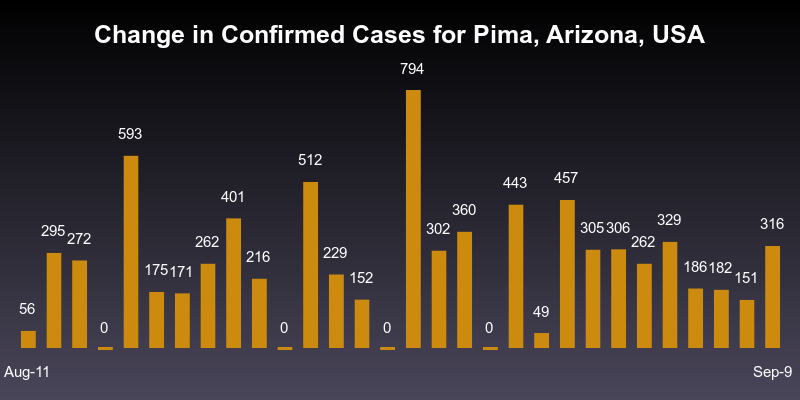 Change in Confirmed Cases for Pima, Arizona, USA
56 295 272 0 593 175 171 262 401 216 0 512 229 152 0 794 302 360 0 443 49 457 305 306 262 329 186 182 151 316
Aug-11 Sep-9